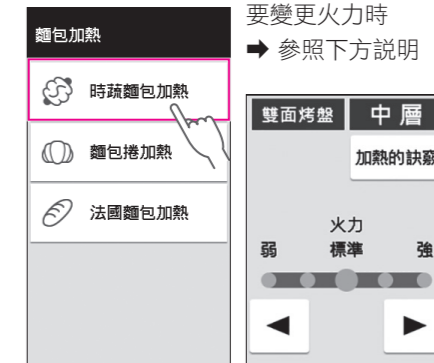 麵包加熱
時蔬麵包加熱
麵包捲加熱
法國麵包加熱
要變更火力時
➡ 參照下方説明
雙面烤盤 中層
加熱的訣竅
火力
弱 標準 強
◀ ▶